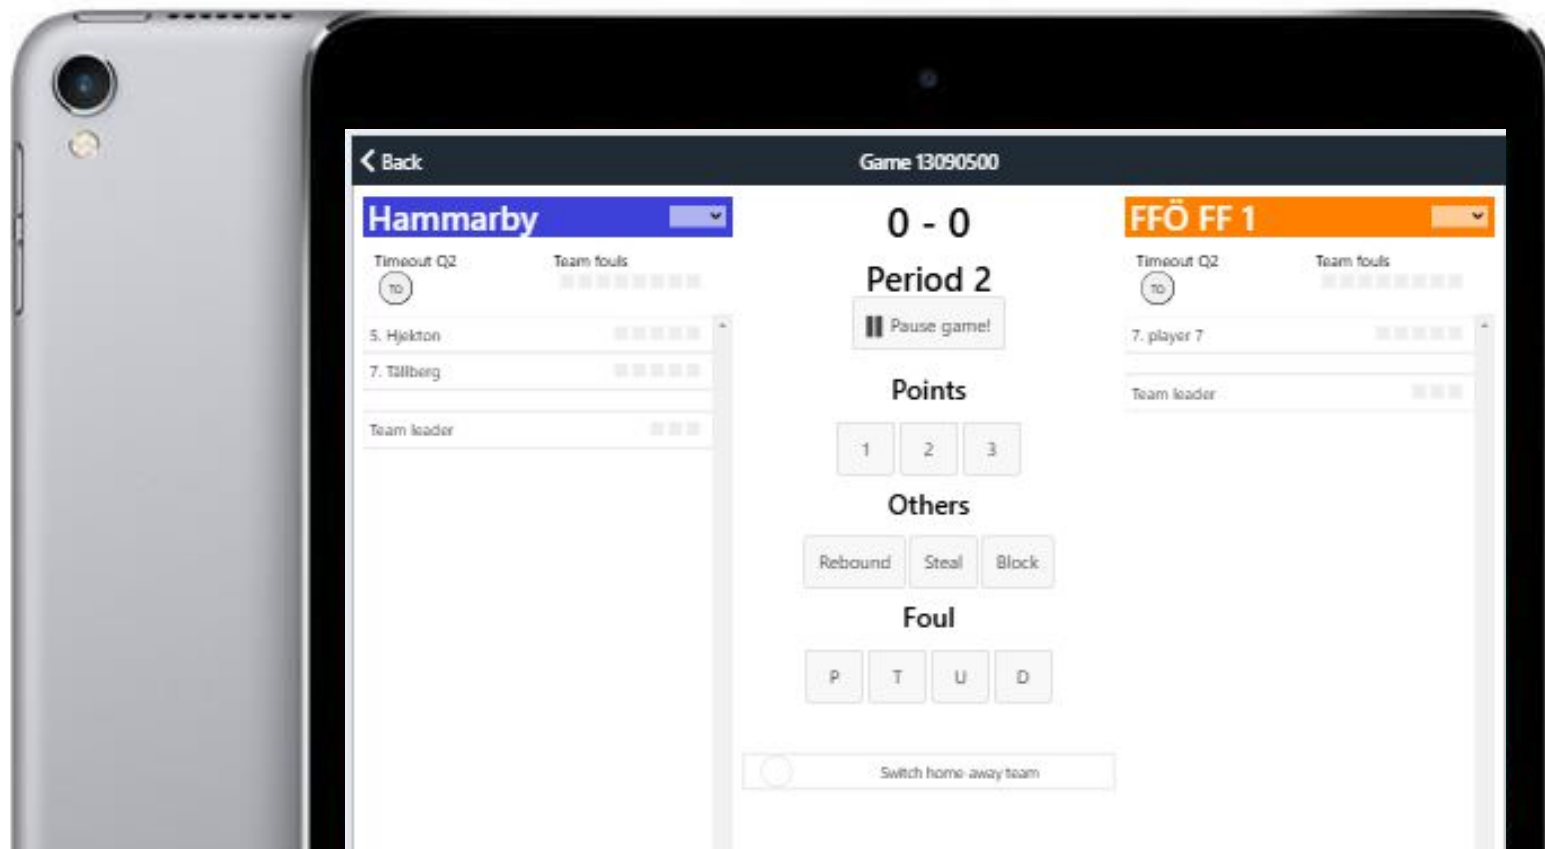 Back
Game 13090500
Hammarby
0 - 0
FFÖ FF 1
Timeout Q2
Team fouls
TO
Period 2
Timeout Q2
Team fouls
TO
Pause game!
5. Hjekton
7. Tällberg
Team leader
7. player 7
Team leader
Points
1 2 3
Others
Rebound Steal Block
Foul
P T U D
Switch home-away team